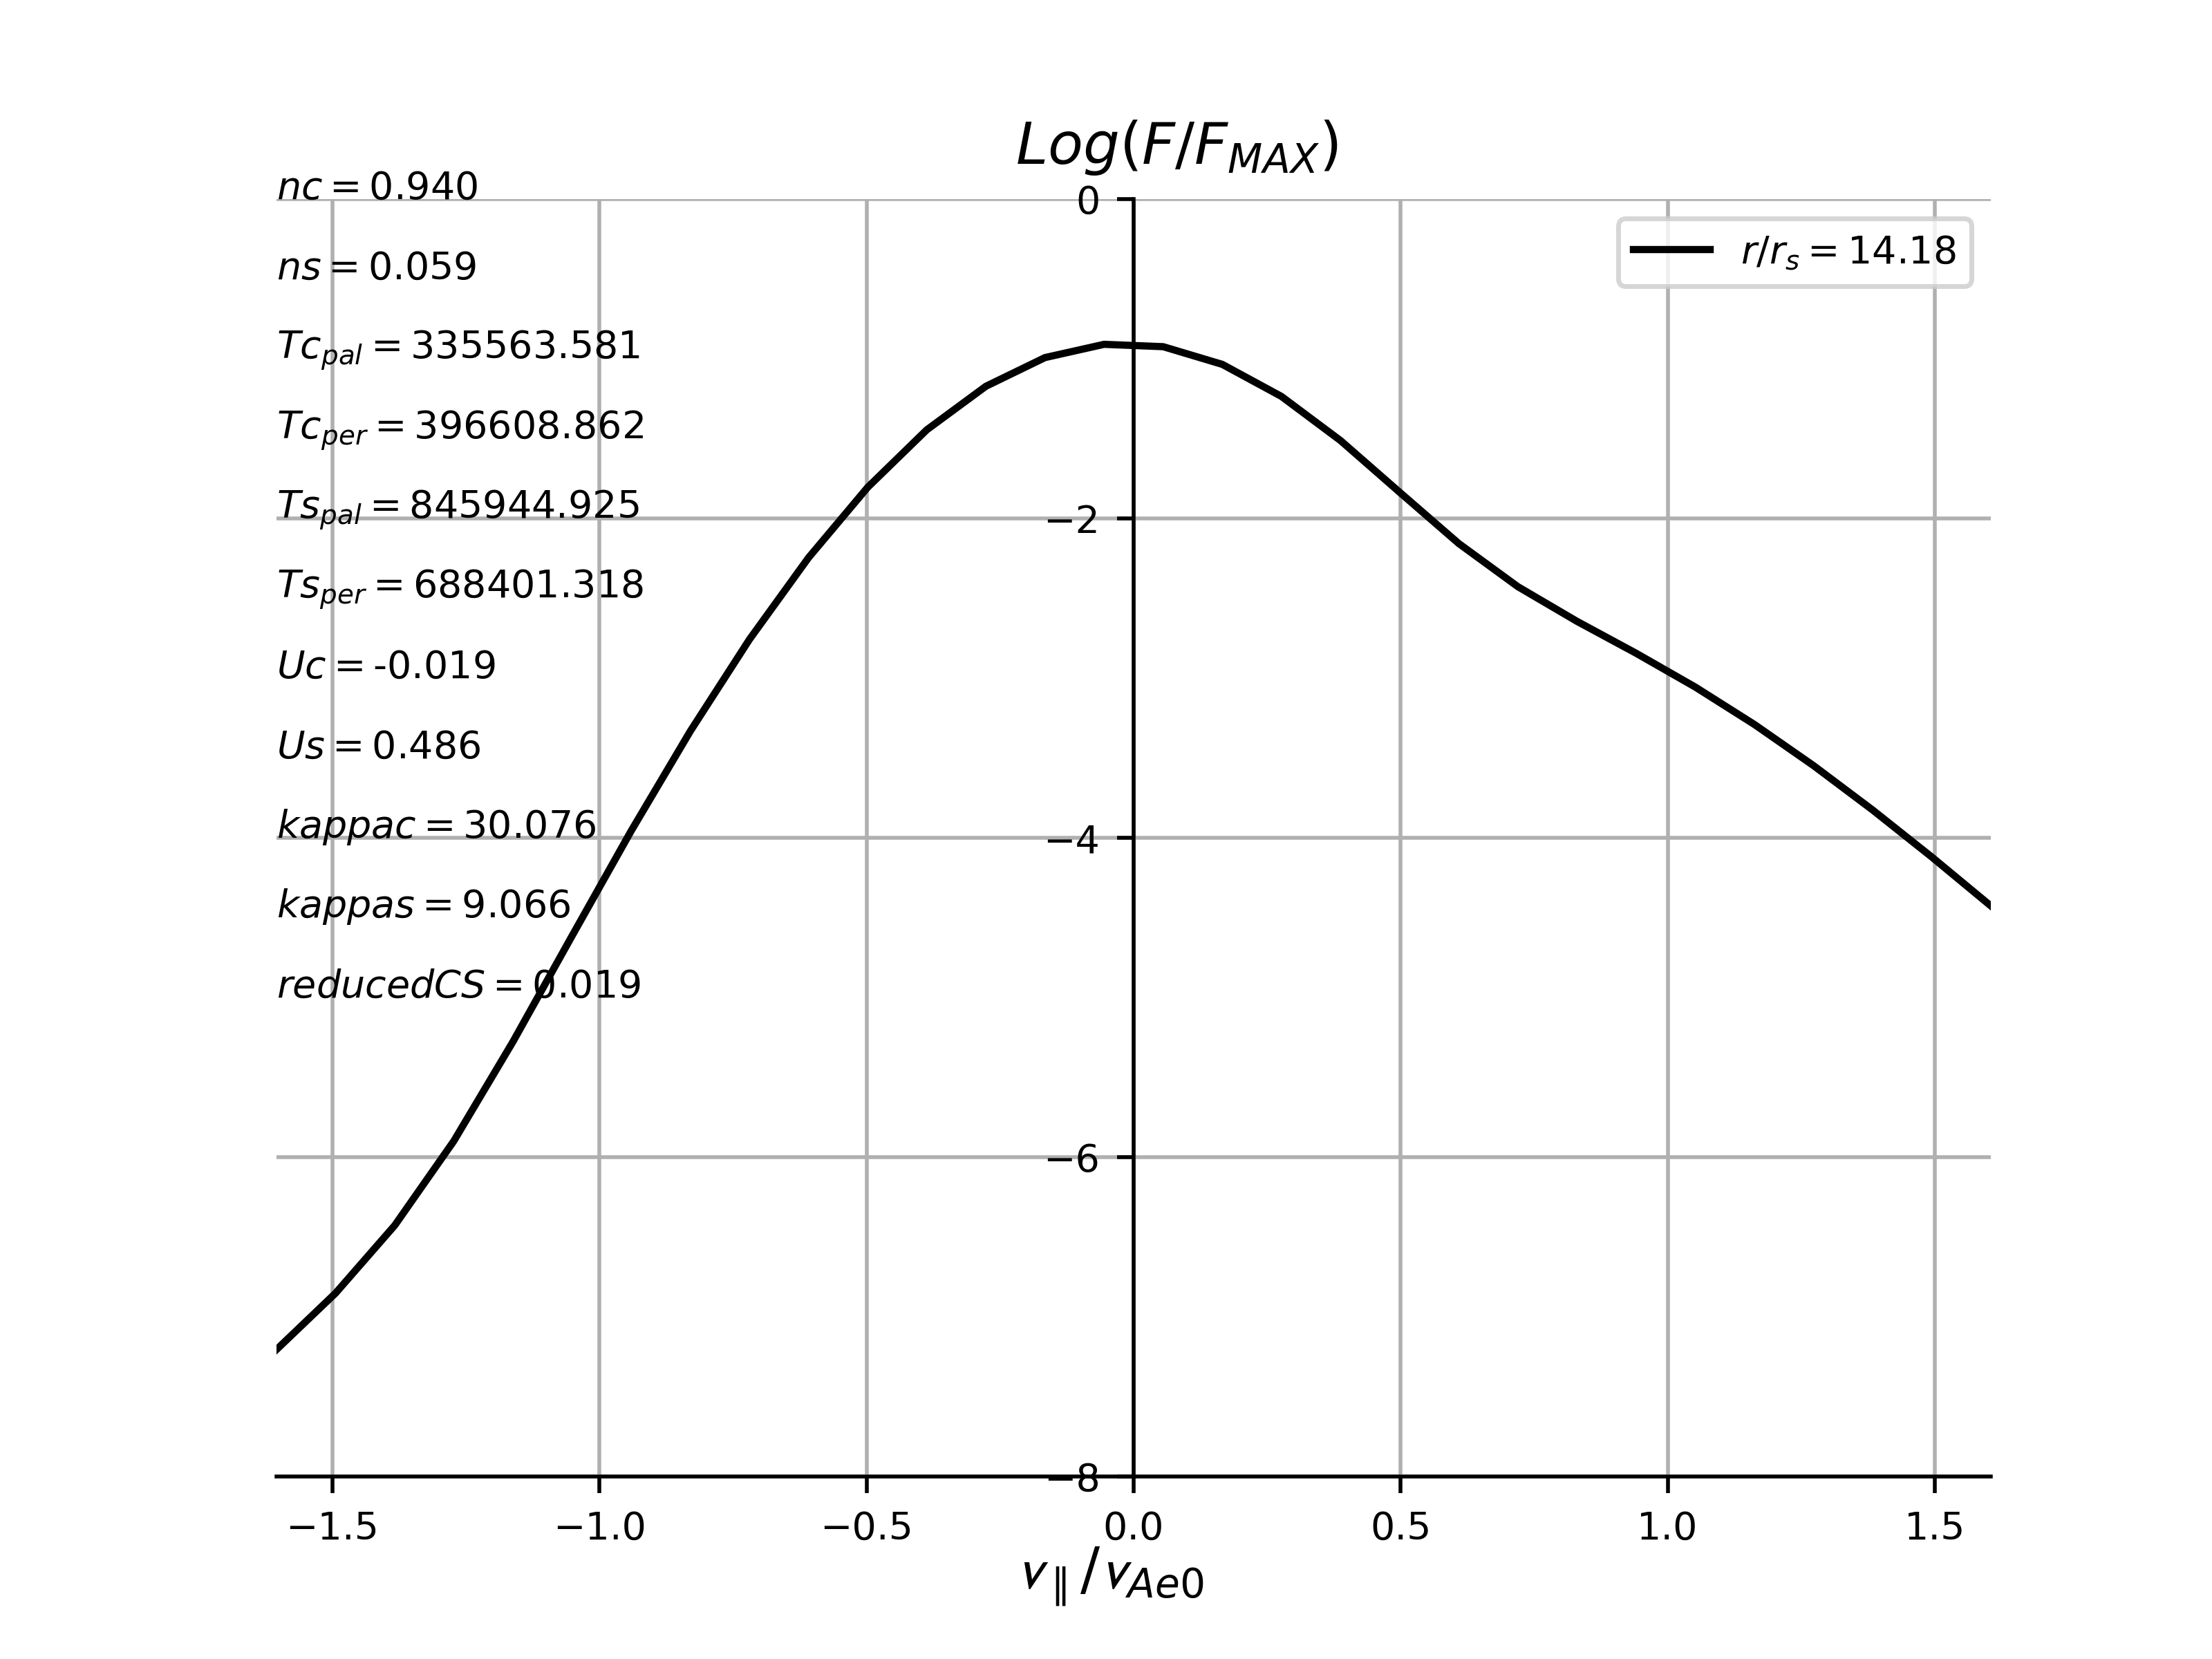 Log(F/F_MAX)
nc = 0.940
0
r/r_s = 14.18
ns = 0.059
Tc_pal = 335563.581
Tc_per = 396608.862
Ts_pal = 845944.925
−2
Ts_per = 688401.318
Uc = -0.019
Us = 0.486
kappac = 30.076
−4
kappas = 9.066
reducedCS = 0.019
−6
−8
−1.5 −1.0 −0.5 0.0 0.5 1.0 1.5
v_∥/v_Ae0